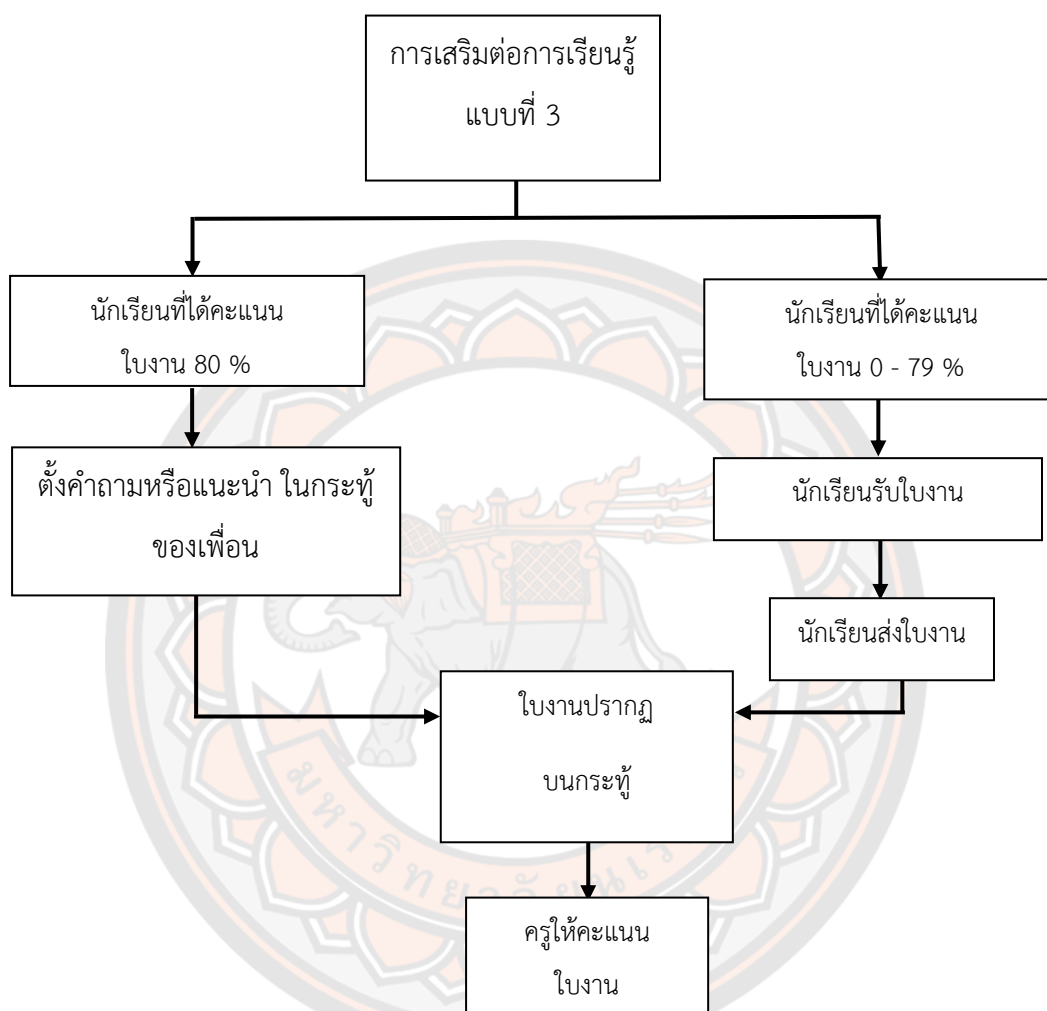 การเสริมต่อการเรียนรู้
แบบที่ 3
นักเรียนที่ได้คะแนน
ใบงาน 80 %
นักเรียนที่ได้คะแนน
ใบงาน 0 - 79 %
ตั้งคำถามหรือแนะนำ ในกระทู้
ของเพื่อน
นักเรียนรับใบงาน
นักเรียนส่งใบงาน
ใบงานปรากฏ
บนกระทู้
ครูให้คะแนน
ใบงาน